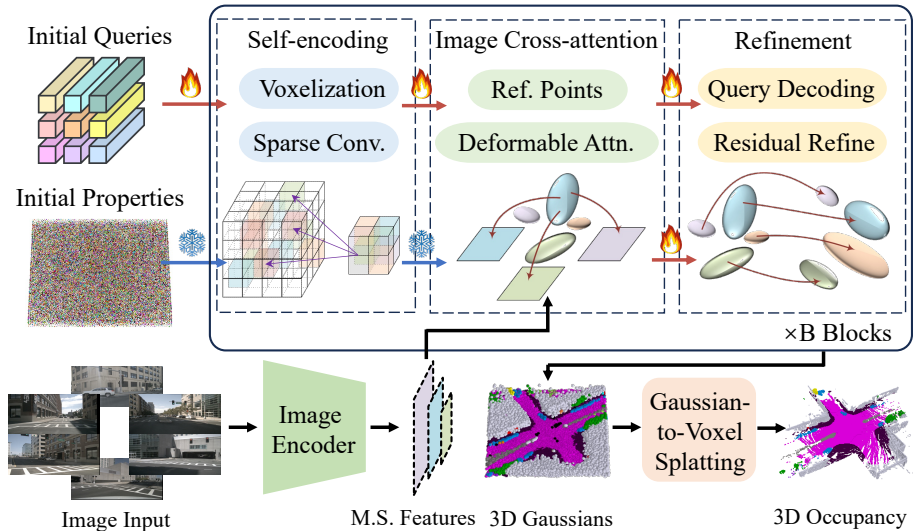 Initial Queries
Self-encoding
Image Cross-attention
Refinement
Voxelization
Ref. Points
Query Decoding
Sparse Conv.
Deformable Attn.
Residual Refine
Initial Properties
×B Blocks
Image
Encoder
Gaussian-
to-Voxel
Splatting
Image Input
M.S. Features
3D Gaussians
3D Occupancy